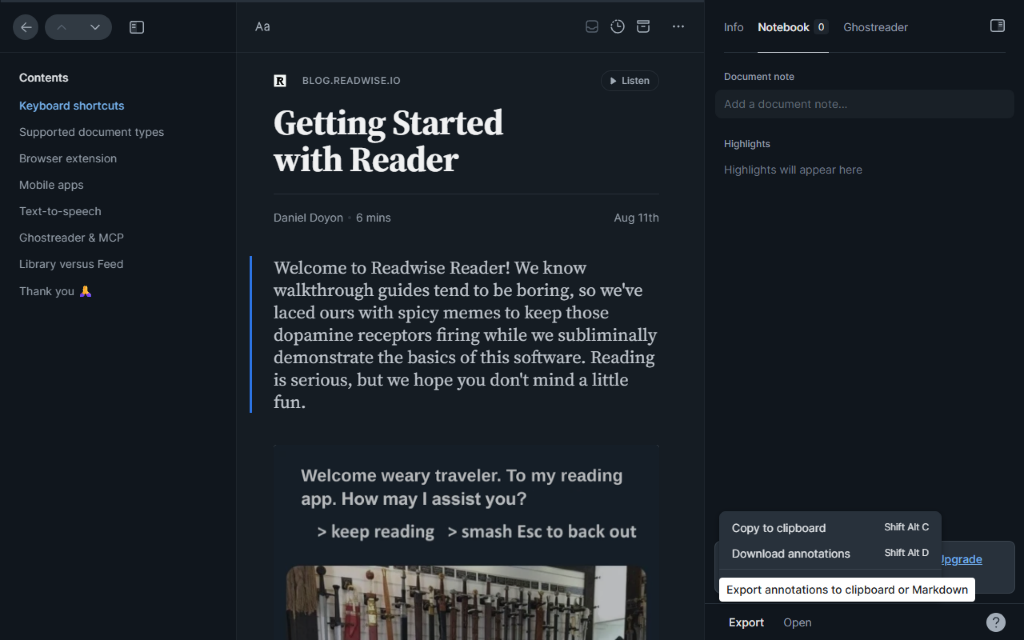 Contents
Keyboard shortcuts
Supported document types
Browser extension
Mobile apps
Text-to-speech
Ghostreader & MCP
Library versus Feed
Thank you 🙏
Aa
R
BLOG.READWISE.IO
Listen
Getting Started
with Reader
Daniel Doyon · 6 mins
Aug 11th
Welcome to Readwise Reader! We know
walkthrough guides tend to be boring, so we've
laced ours with spicy memes to keep those
dopamine receptors firing while we subliminally
demonstrate the basics of this software. Reading
is serious, but we hope you don't mind a little
fun.
Welcome weary traveler. To my reading
app. How may I assist you?
> keep reading > smash Esc to back out
Info
Notebook 0
Ghostreader
Document note
Add a document note...
Highlights
Highlights will appear here
Copy to clipboard Shift Alt C
Download annotations Shift Alt D
Upgrade
Export annotations to clipboard or Markdown
Export
Open
?